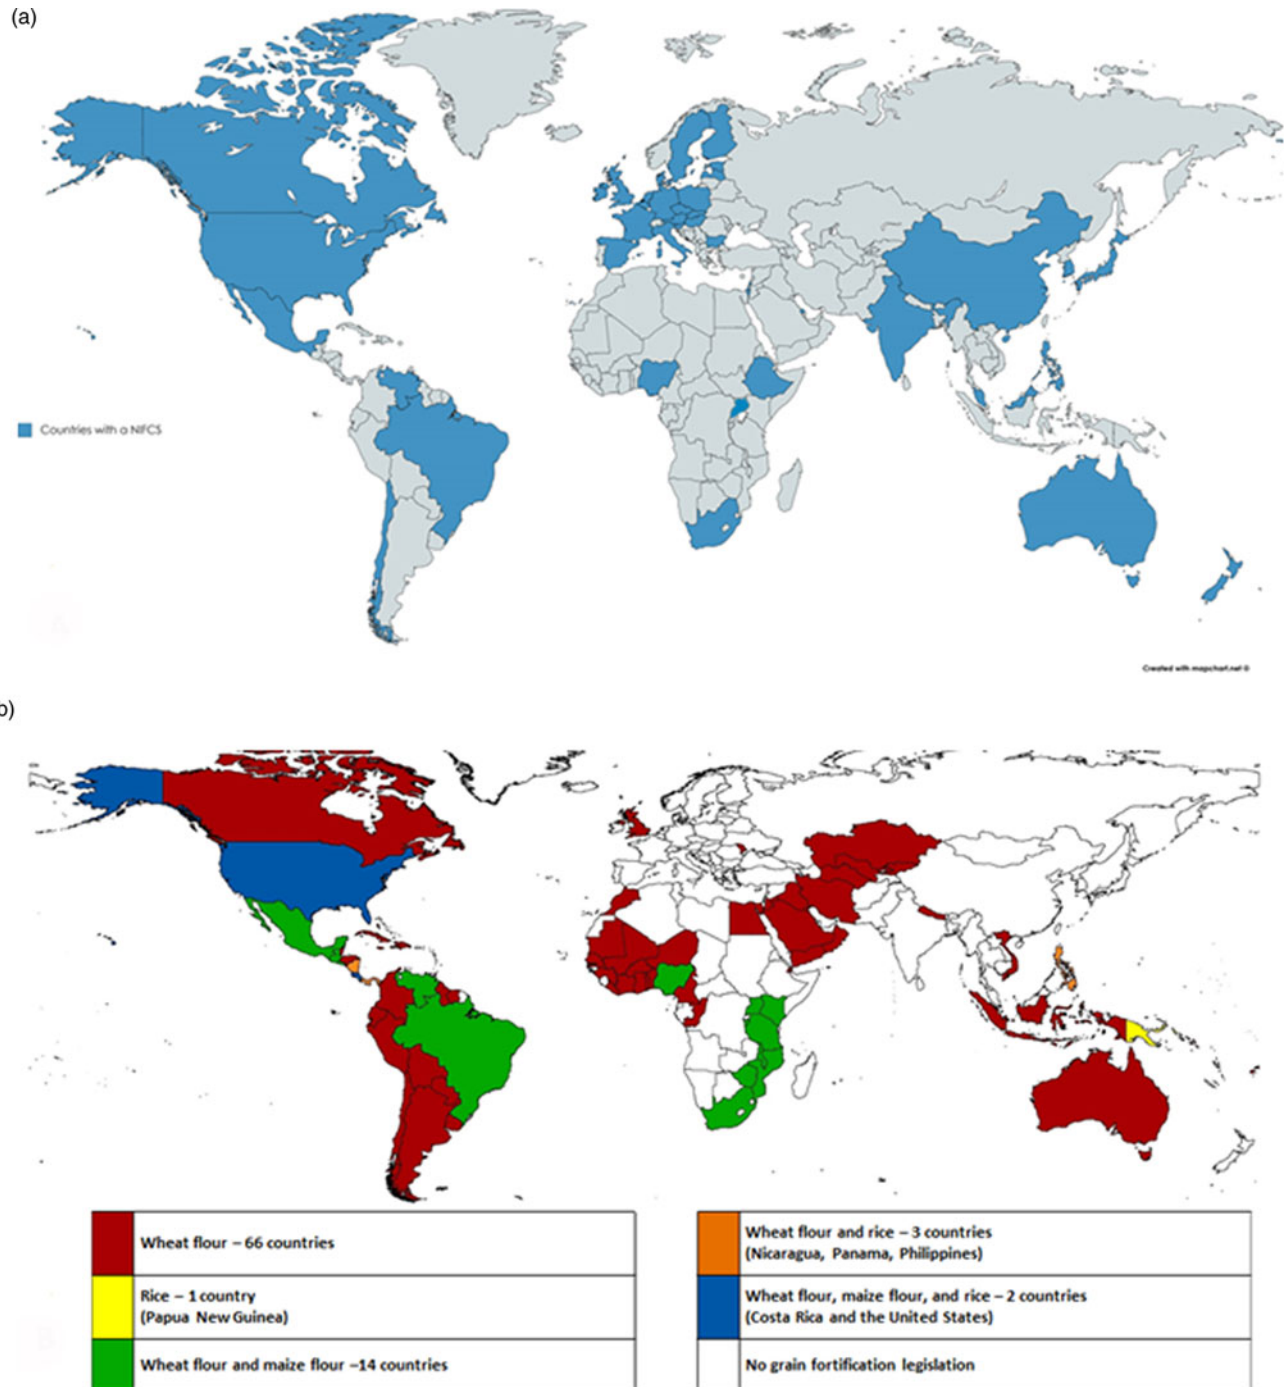 (a)
Countries with a NIFCS
Created with mapchart.net ©
b)
Wheat flour – 66 countries
Rice – 1 country
(Papua New Guinea)
Wheat flour and maize flour –14 countries
Wheat flour and rice – 3 countries
(Nicaragua, Panama, Philippines)
Wheat flour, maize flour, and rice – 2 countries
(Costa Rica and the United States)
No grain fortification legislation